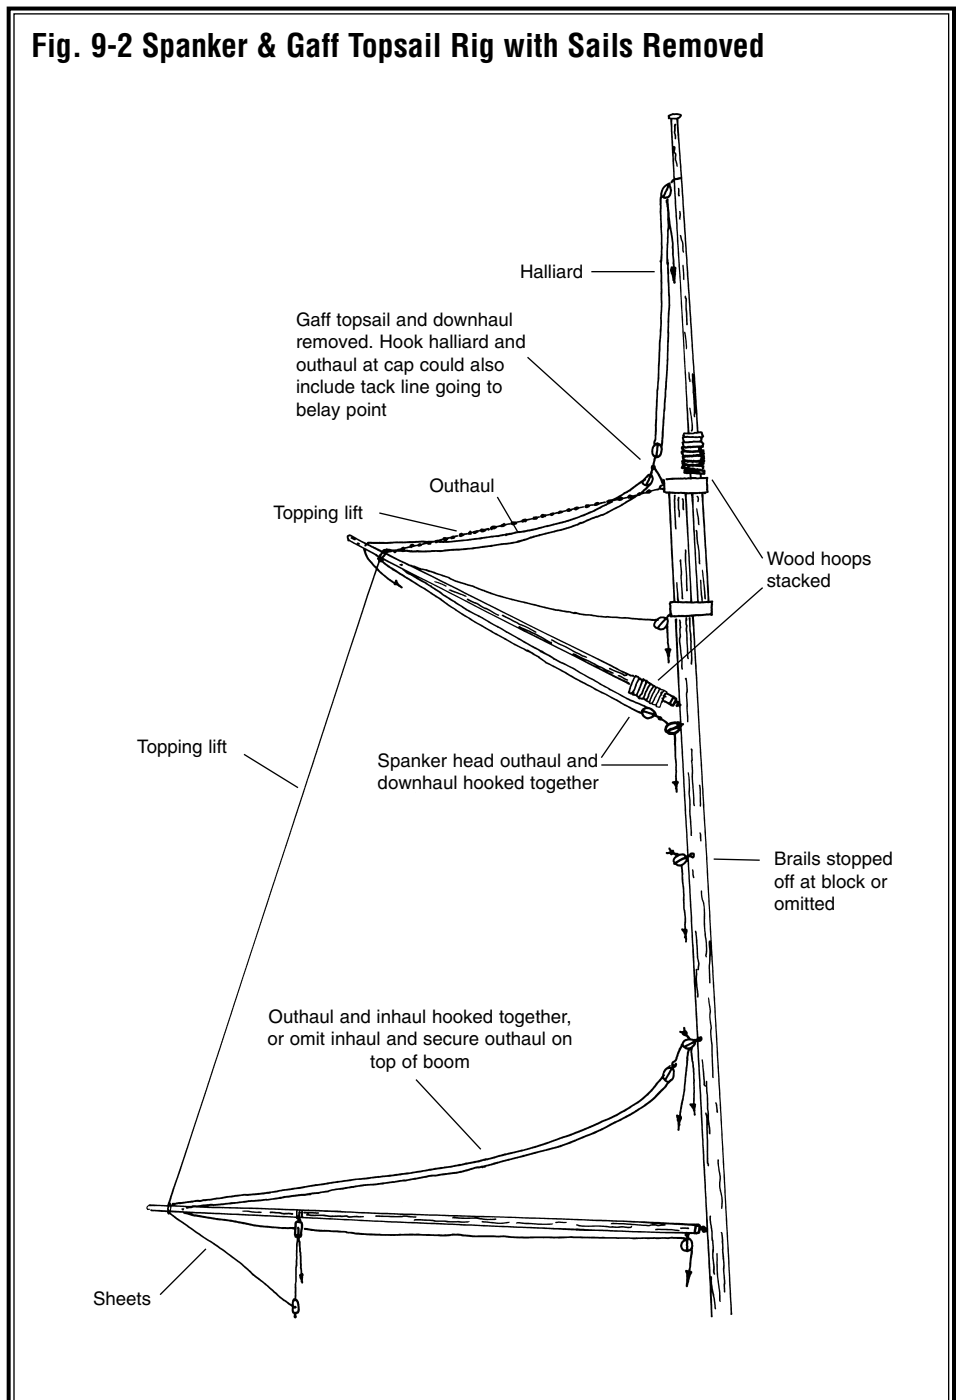 Fig. 9-2 Spanker & Gaff Topsail Rig with Sails Removed
Halliard
Gaff topsail and downhaul
removed. Hook halliard and
outhaul at cap could also
include tack line going to
belay point
Outhaul
Topping lift
Wood hoops
stacked
Topping lift
Spanker head outhaul and
downhaul hooked together
Brails stopped
off at block or
omitted
Outhaul and inhaul hooked together,
or omit inhaul and secure outhaul on
top of boom
Sheets